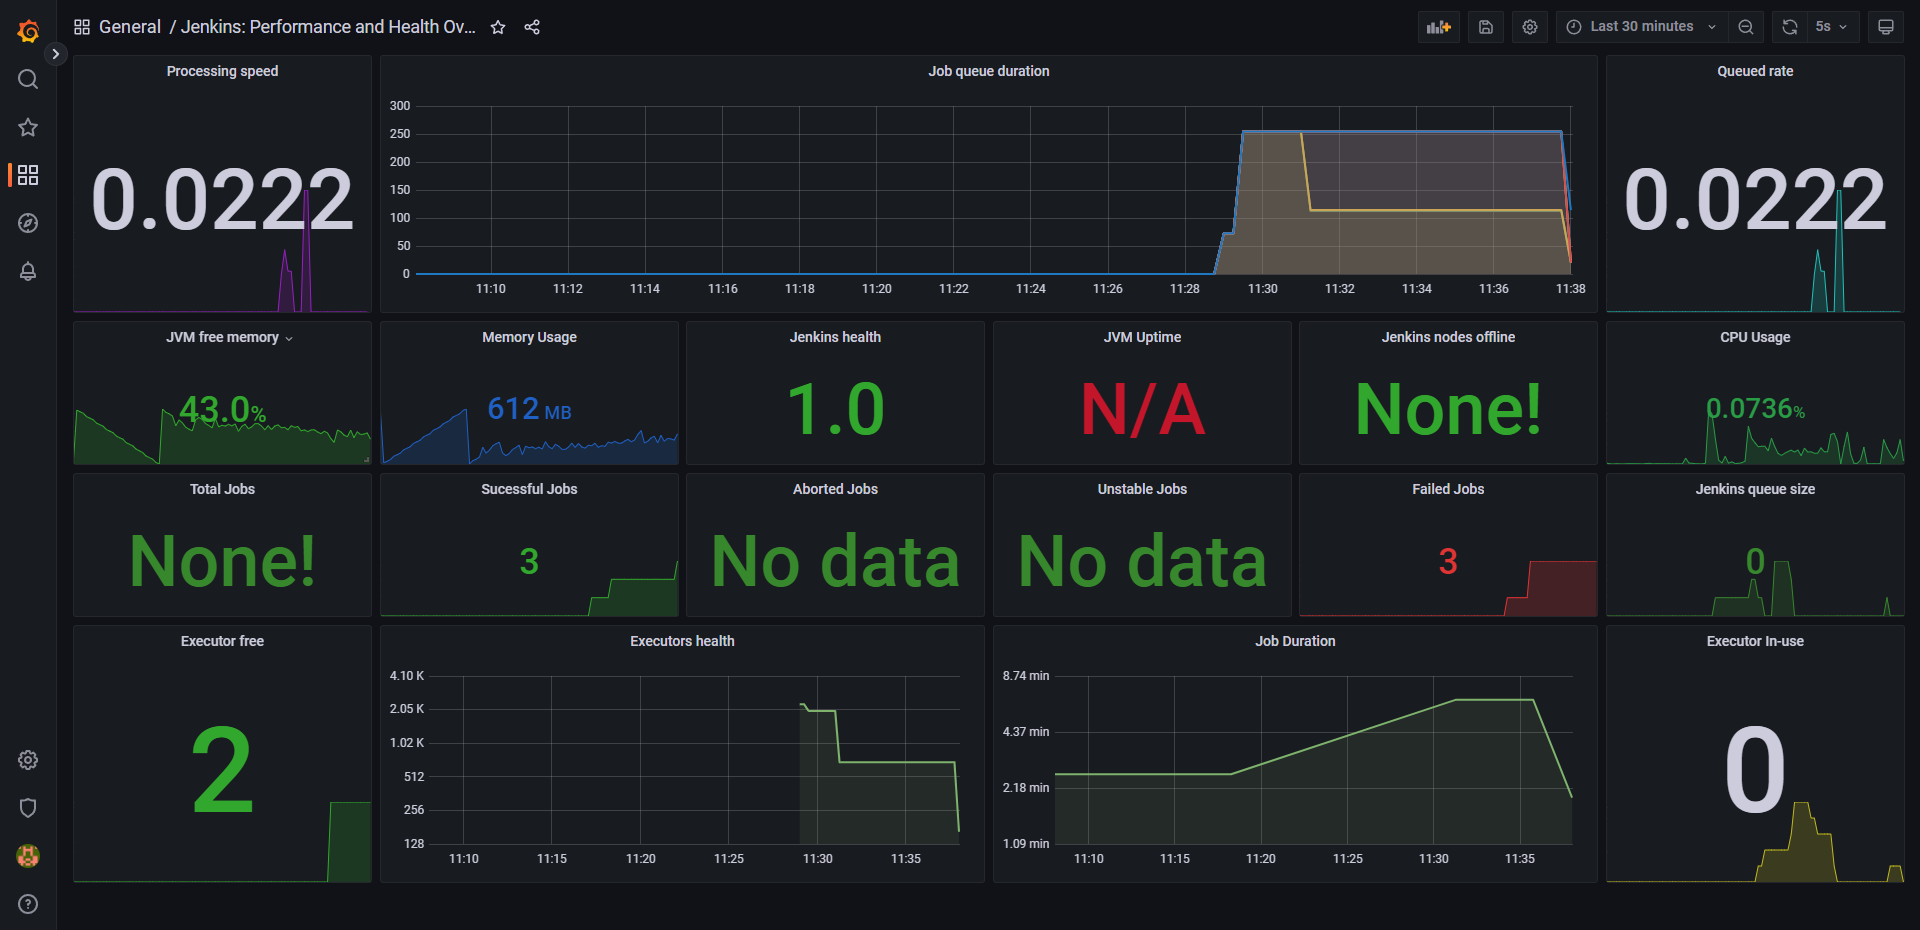 General / Jenkins: Performance and Health Ov...
Last 30 minutes
5s
Processing speed
0.0222
Job queue duration
300
250
200
150
100
50
0
11:10 11:12 11:14 11:16 11:18 11:20 11:22 11:24 11:26 11:28 11:30 11:32 11:34 11:36 11:38
Queued rate
0.0222
JVM free memory
43.0%
Memory Usage
612 MB
Jenkins health
1.0
JVM Uptime
N/A
Jenkins nodes offline
None!
CPU Usage
0.0736%
Total Jobs
None!
Sucessful Jobs
3
Aborted Jobs
No data
Unstable Jobs
No data
Failed Jobs
3
Jenkins queue size
0
Executor free
2
Executors health
4.10 K
2.05 K
1.02 K
512
256
128
11:10 11:15 11:20 11:25 11:30 11:35
Job Duration
8.74 min
4.37 min
2.18 min
1.09 min
11:10 11:15 11:20 11:25 11:30 11:35
Executor In-use
0